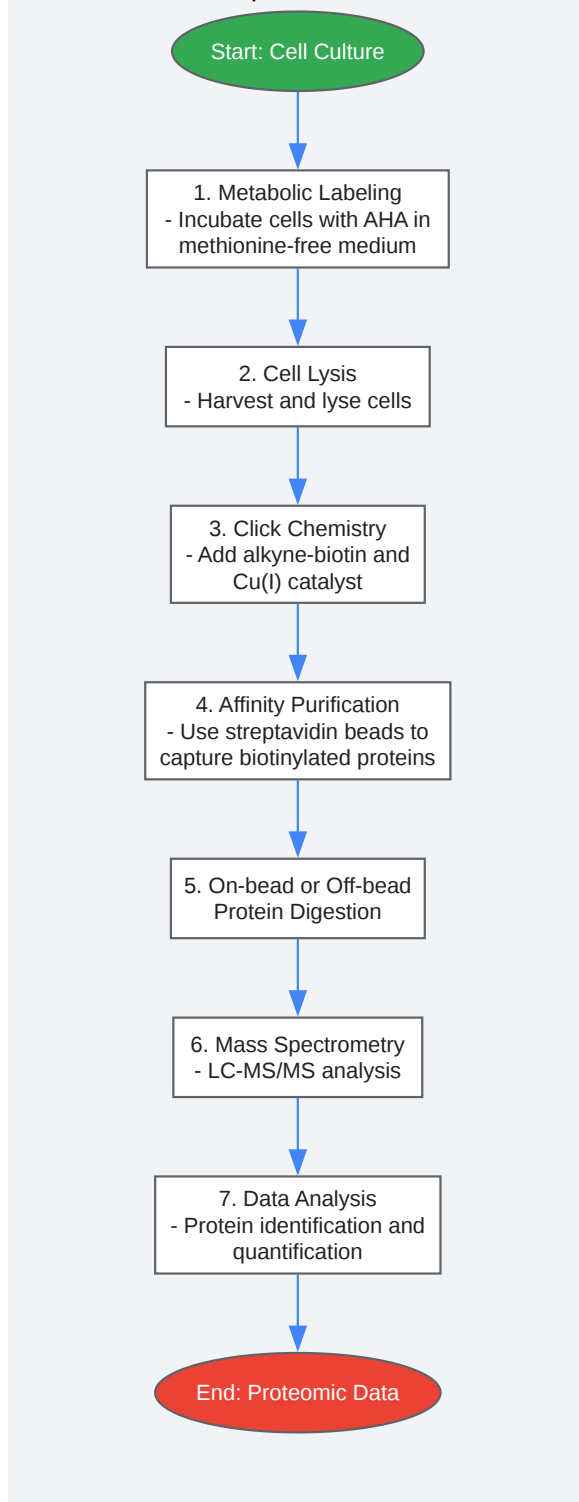 Start: Cell Culture
1. Metabolic Labeling
- Incubate cells with AHA in
methionine-free medium
2. Cell Lysis
- Harvest and lyse cells
3. Click Chemistry
- Add alkyne-biotin and
Cu(I) catalyst
4. Affinity Purification
- Use streptavidin beads to
capture biotinylated proteins
5. On-bead or Off-bead
Protein Digestion
6. Mass Spectrometry
- LC-MS/MS analysis
7. Data Analysis
- Protein identification and
quantification
End: Proteomic Data